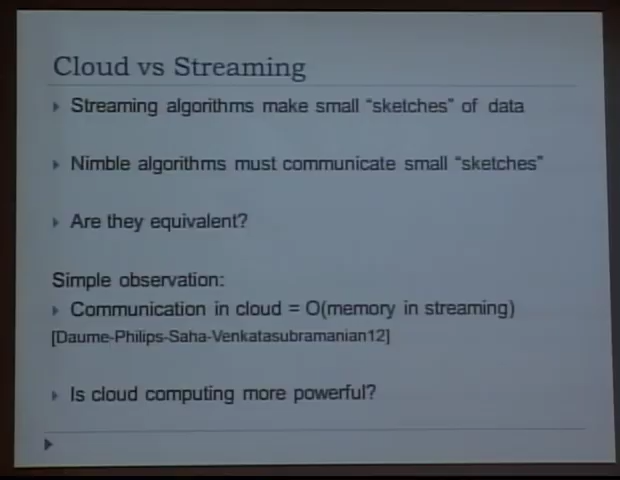 Cloud vs Streaming
Streaming algorithms make small "sketches" of data
Nimble algorithms must communicate small "sketches"
Are they equivalent?
Simple observation:
Communication in cloud = O(memory in streaming)
[Daume-Philips-Saha-Venkatasubramanian12]
Is cloud computing more powerful?